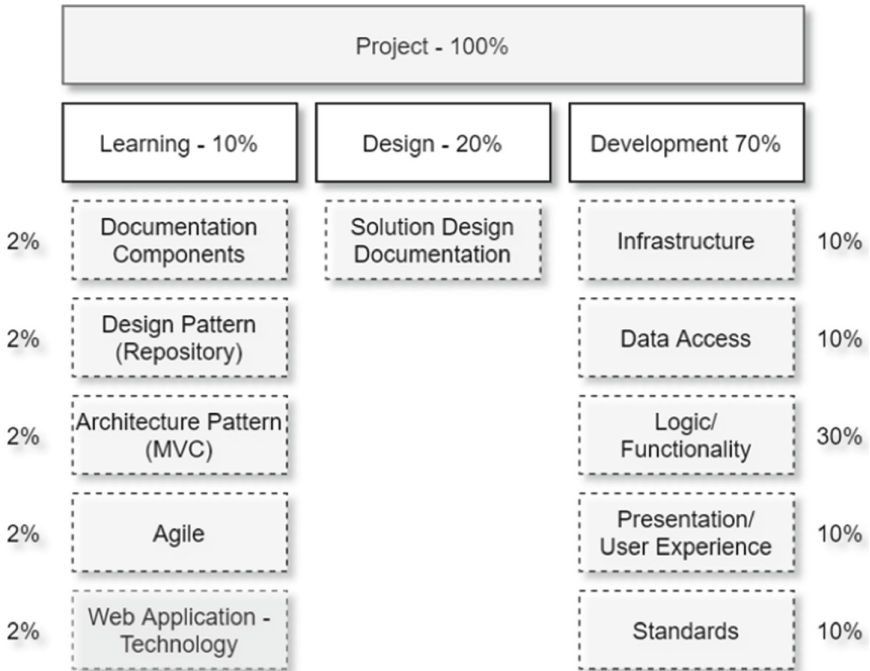 Project - 100%
Learning - 10%
Design - 20%
Development 70%
2%
Documentation
Components
Solution Design
Documentation
Infrastructure
10%
2%
Design Pattern
(Repository)
Data Access
10%
2%
Architecture Pattern
(MVC)
Logic/
Functionality
30%
2%
Agile
Presentation/
User Experience
10%
2%
Web Application -
Technology
Standards
10%